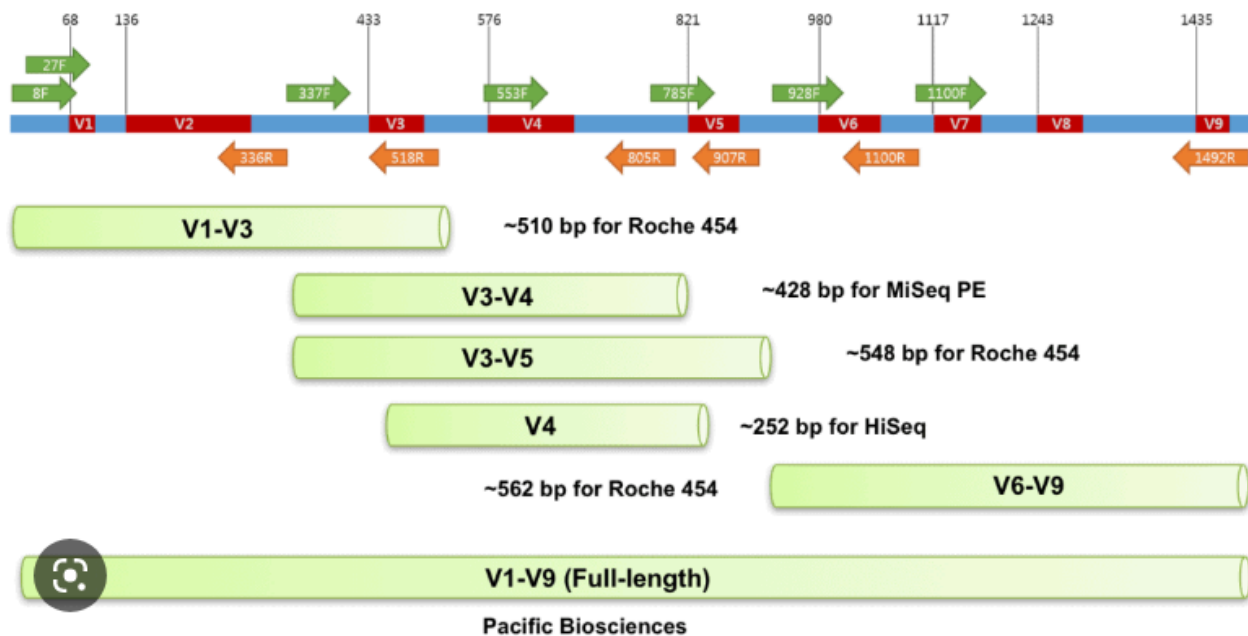 68 136 433 576 821 980 1117 1243 1435
27F
8F 337F 553F 785F 928F 1100F
V1 V2 V3 V4 V5 V6 V7 V8 V9
336R 518R 805R 907R 1100R 1492R
V1-V3 ~510 bp for Roche 454
V3-V4 ~428 bp for MiSeq PE
V3-V5 ~548 bp for Roche 454
V4 ~252 bp for HiSeq
~562 bp for Roche 454 V6-V9
V1-V9 (Full-length)
Pacific Biosciences